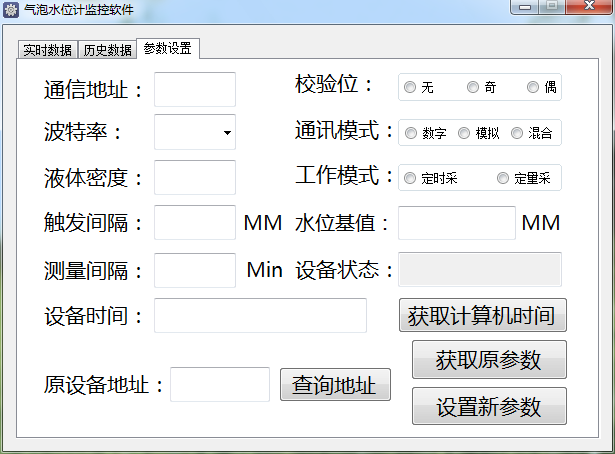 气泡水位计监控软件
实时数据 历史数据 参数设置
通信地址： 校验位： 无 奇 偶
波特率： 通讯模式： 数字 模拟 混合
液体密度： 工作模式： 定时采 定量采
触发间隔： MM 水位基值： MM
测量间隔： Min 设备状态：
设备时间： 获取计算机时间
获取原参数
原设备地址： 查询地址
设置新参数